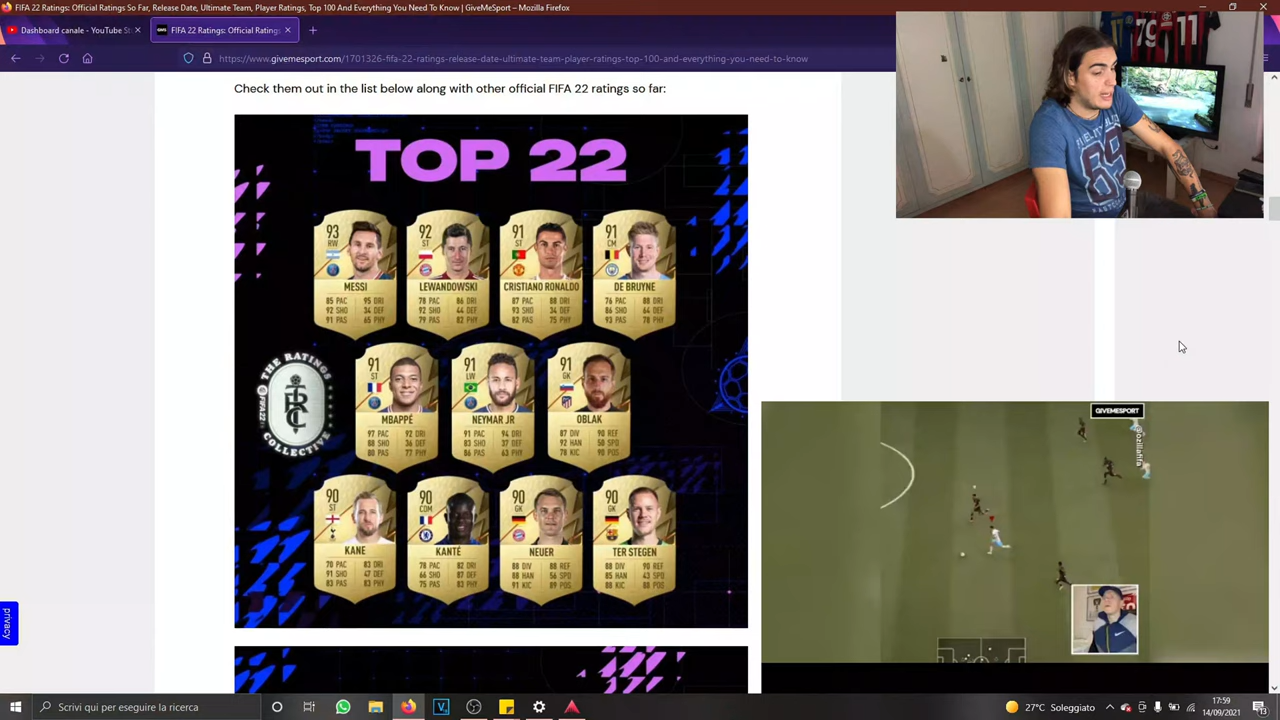 FIFA 22 Ratings: Official Ratings So Far, Release Date, Ultimate Team, Player Ratings, Top 100 And Everything You Need To Know | GiveMeSport - Mozilla Firefox
Dashboard canale - YouTube St
FIFA 22 Ratings: Official Ratings
https://www.givemesport.com/1701326-fifa-22-ratings-release-date-ultimate-team-player-ratings-top-100-and-everything-you-need-to-know
Check them out in the list below along with other official FIFA 22 ratings so far:
TOP 22
93 92 91 91
RW ST ST CM
MESSI LEWANDOWSKI CRISTIANO RONALDO DE BRUYNE
85 PAC 95 DRI 78 PAC 86 DRI 87 PAC 88 DRI 76 PAC 88 DRI
92 SHO 34 DEF 92 SHO 44 DEF 93 SHO 34 DEF 86 SHO 64 DEF
91 PAS 65 PHY 79 PAS 82 PHY 82 PAS 75 PHY 93 PAS 78 PHY
THE RATINGS COLLECTIVE
FIFA 22
91 91 91
ST LW GK
MBAPPÉ NEYMAR JR OBLAK
97 PAC 92 DRI 91 PAC 94 DRI 87 DIV 90 REF
88 SHO 36 DEF 83 SHO 37 DEF 92 HAN 50 SPD
80 PAS 77 PHY 86 PAS 63 PHY 78 KIC 90 POS
90 90 90 90
ST CDM GK GK
KANE KANTÉ NEUER TER STEGEN
70 PAC 83 DRI 78 PAC 82 DRI 88 DIV 88 REF 88 DIV 90 REF
91 SHO 47 DEF 66 SHO 87 DEF 88 HAN 56 SPD 85 HAN 43 SPD
83 PAS 83 PHY 75 PAS 83 PHY 91 KIC 89 POS 88 KIC 88 POS
privacy
GIVEMESPORT
79
11
69
Scrivi qui per eseguire la ricerca
27°C Soleggiato
17:59
14/09/2021
13